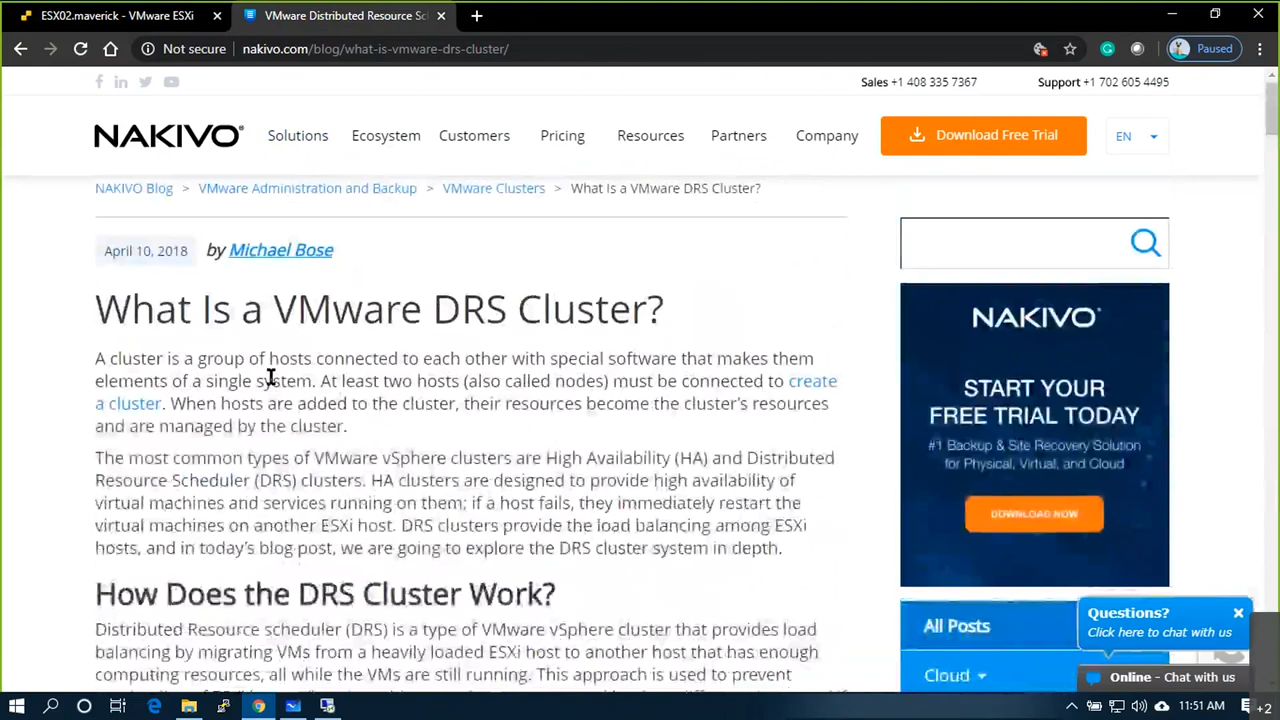 ESX02.maverick - VMware ESXi
VMware Distributed Resource Sc
Not secure
nakivo.com/blog/what-is-vmware-drs-cluster/
Paused
Sales +1 408 335 7367
Support +1 702 605 4495
NAKIVO®
Solutions
Ecosystem
Customers
Pricing
Resources
Partners
Company
Download Free Trial
EN
NAKIVO Blog > VMware Administration and Backup > VMware Clusters > What Is a VMware DRS Cluster?
April 10, 2018
by Michael Bose
What Is a VMware DRS Cluster?
A cluster is a group of hosts connected to each other with special software that makes them
elements of a single system. At least two hosts (also called nodes) must be connected to create
a cluster. When hosts are added to the cluster, their resources become the cluster's resources
and are managed by the cluster.
The most common types of VMware vSphere clusters are High Availability (HA) and Distributed
Resource Scheduler (DRS) clusters. HA clusters are designed to provide high availability of
virtual machines and services running on them; if a host fails, they immediately restart the
virtual machines on another ESXi host. DRS clusters provide the load balancing among ESXi
hosts, and in today's blog post, we are going to explore the DRS cluster system in depth.
How Does the DRS Cluster Work?
Distributed Resource scheduler (DRS) is a type of VMware vSphere cluster that provides load
balancing by migrating VMs from a heavily loaded ESXi host to another host that has enough
computing resources, all while the VMs are still running. This approach is used to prevent
NAKIVO®
START YOUR
FREE TRIAL TODAY
#1 Backup & Site Recovery Solution
for Physical, Virtual, and Cloud
DOWNLOAD NOW
All Posts
Cloud
Questions?
Click here to chat with us
Online - Chat with us
11:51 AM
+2